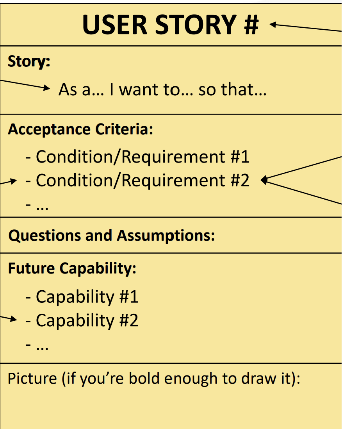 USER STORY #
Story:
As a... I want to... so that...
Acceptance Criteria:
- Condition/Requirement #1
- Condition/Requirement #2
- ...
Questions and Assumptions:
Future Capability:
- Capability #1
- Capability #2
- ...
Picture (if you're bold enough to draw it):